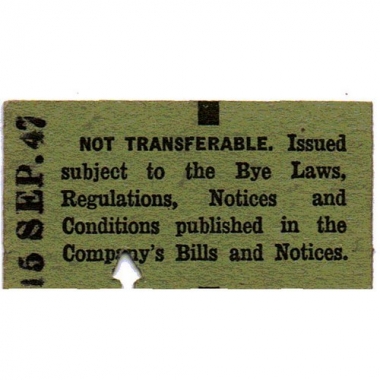 NOT TRANSFERABLE. Issued
subject to the Bye Laws,
Regulations, Notices and
Conditions published in the
Company's Bills and Notices.
15 SEP. 47